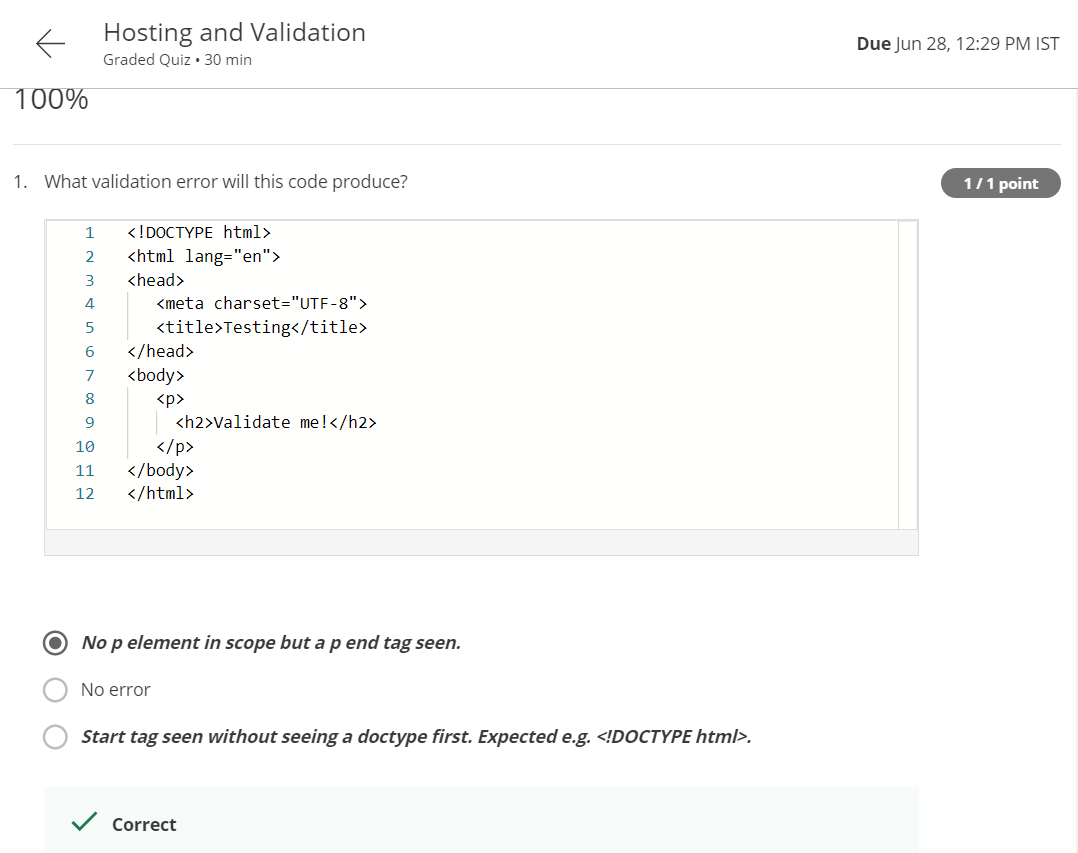 Hosting and Validation
Graded Quiz • 30 min
Due Jun 28, 12:29 PM IST
100%
1. What validation error will this code produce?
1 / 1 point
1 <!DOCTYPE html>
2 <html lang="en">
3 <head>
4 <meta charset="UTF-8">
5 <title>Testing</title>
6 </head>
7 <body>
8 <p>
9 <h2>Validate me!</h2>
10 </p>
11 </body>
12 </html>
No p element in scope but a p end tag seen.
No error
Start tag seen without seeing a doctype first. Expected e.g. <!DOCTYPE html>.
Correct